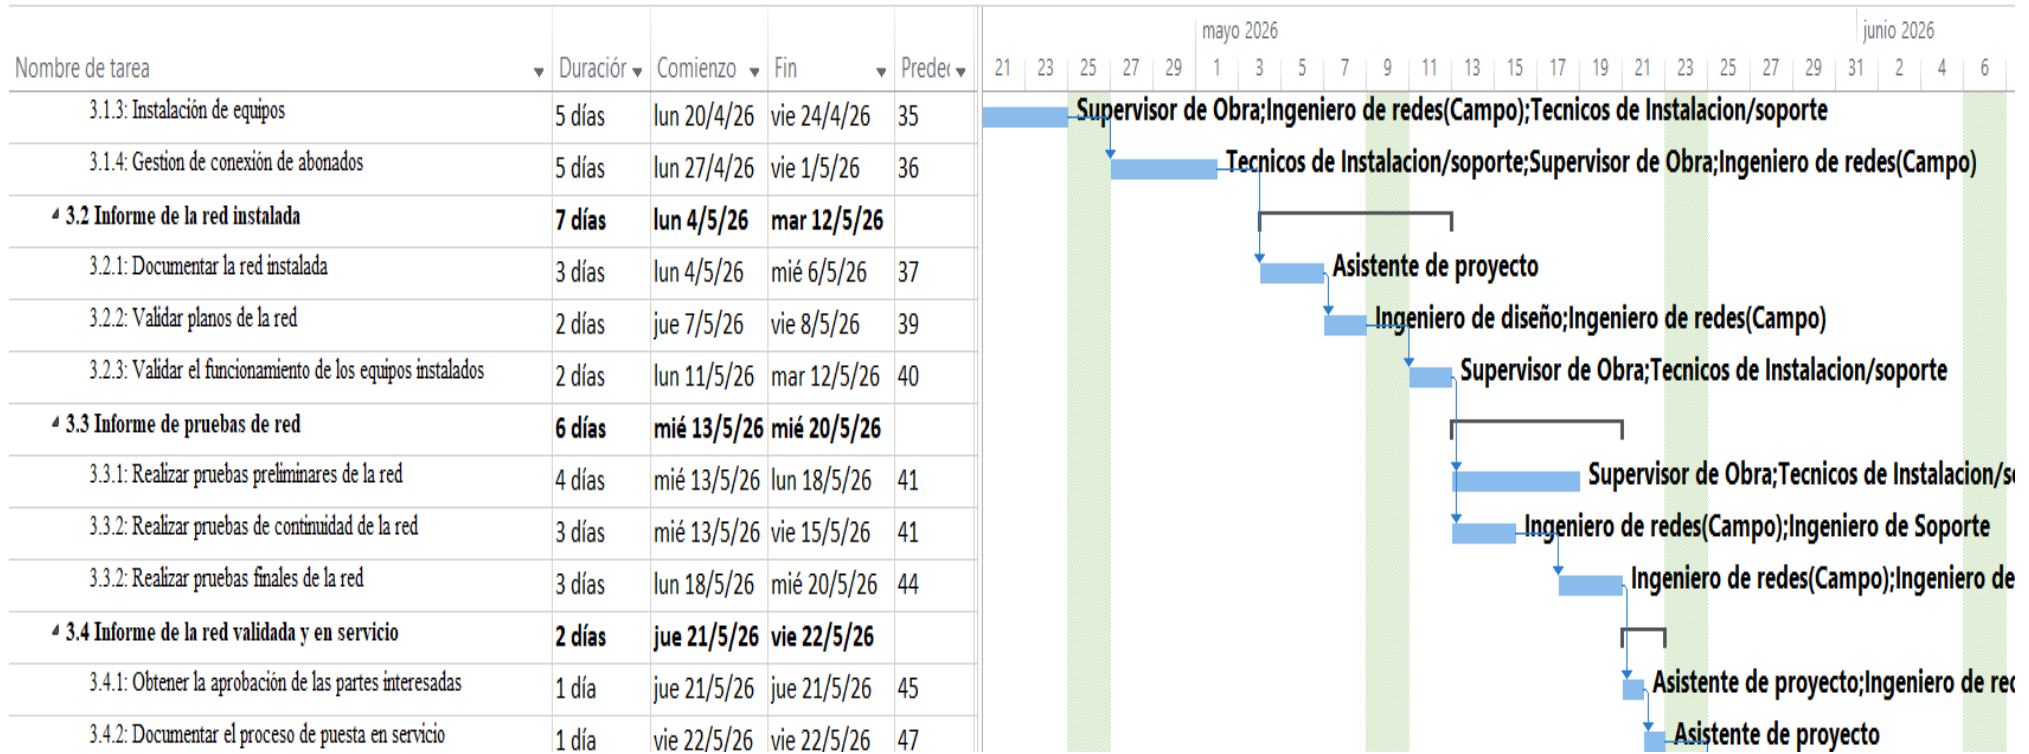 mayo 2026 junio 2026
Nombre de tarea Duración Comienzo Fin Predec 21 23 25 27 29 1 3 5 7 9 11 13 15 17 19 21 23 25 27 29 31 2 4 6
3.1.3: Instalación de equipos 5 días lun 20/4/26 vie 24/4/26 35 Supervisor de Obra;Ingeniero de redes(Campo);Tecnicos de Instalacion/soporte
3.1.4: Gestion de conexión de abonados 5 días lun 27/4/26 vie 1/5/26 36 Tecnicos de Instalacion/soporte;Supervisor de Obra;Ingeniero de redes(Campo)
3.2 Informe de la red instalada 7 días lun 4/5/26 mar 12/5/26
3.2.1: Documentar la red instalada 3 días lun 4/5/26 mié 6/5/26 37 Asistente de proyecto
3.2.2: Validar planos de la red 2 días jue 7/5/26 vie 8/5/26 39 Ingeniero de diseño;Ingeniero de redes(Campo)
3.2.3: Validar el funcionamiento de los equipos instalados 2 días lun 11/5/26 mar 12/5/26 40 Supervisor de Obra;Tecnicos de Instalacion/soporte
3.3 Informe de pruebas de red 6 días mié 13/5/26 mié 20/5/26
3.3.1: Realizar pruebas preliminares de la red 4 días mié 13/5/26 lun 18/5/26 41 Supervisor de Obra;Tecnicos de Instalacion/s
3.3.2: Realizar pruebas de continuidad de la red 3 días mié 13/5/26 vie 15/5/26 41 Ingeniero de redes(Campo);Ingeniero de Soporte
3.3.2: Realizar pruebas finales de la red 3 días lun 18/5/26 mié 20/5/26 44 Ingeniero de redes(Campo);Ingeniero de
3.4 Informe de la red validada y en servicio 2 días jue 21/5/26 vie 22/5/26
3.4.1: Obtener la aprobación de las partes interesadas 1 día jue 21/5/26 jue 21/5/26 45 Asistente de proyecto;Ingeniero de red
3.4.2: Documentar el proceso de puesta en servicio 1 día vie 22/5/26 vie 22/5/26 47 Asistente de proyecto